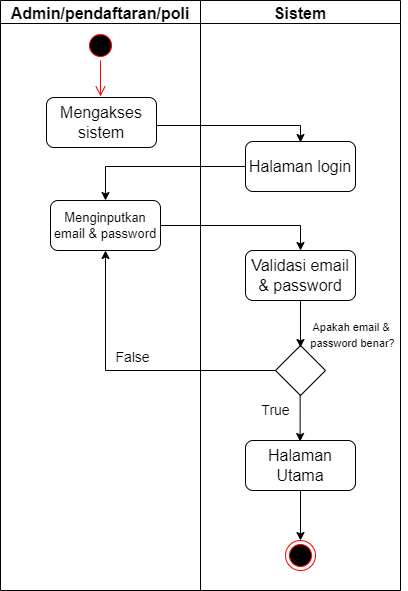 Admin/pendaftaran/poli
Sistem
Mengakses
sistem
Halaman login
Menginputkan
email & password
Validasi email
& password
Apakah email &
password benar?
False
True
Halaman
Utama